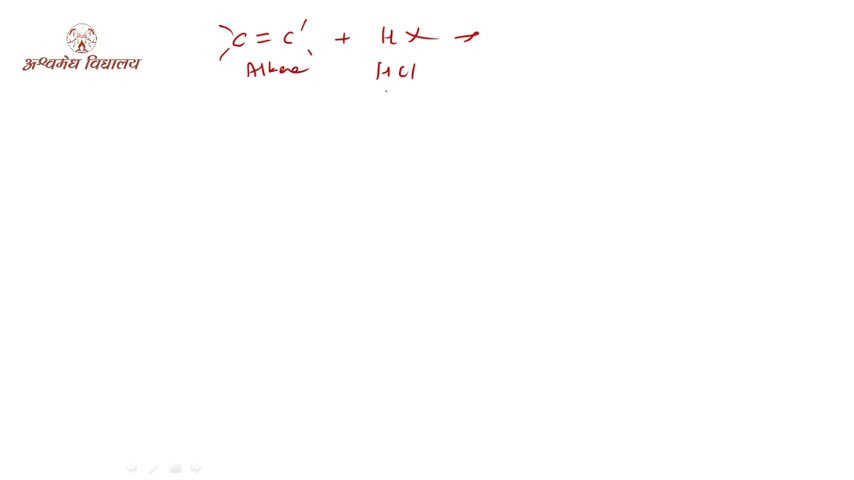 C = C + HX →
Alkene HCl
अश्वमेध विद्यालय